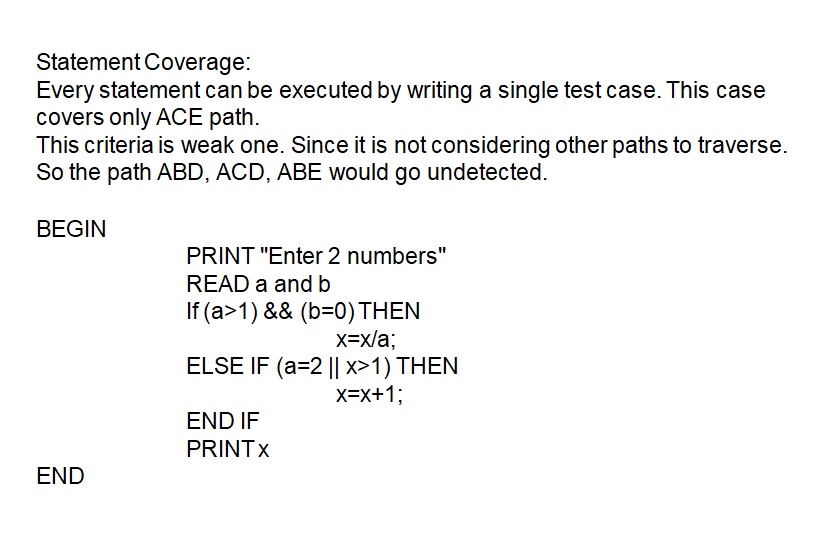 Statement Coverage:
Every statement can be executed by writing a single test case. This case
covers only ACE path.
This criteria is weak one. Since it is not considering other paths to traverse.
So the path ABD, ACD, ABE would go undetected.
BEGIN
PRINT "Enter 2 numbers"
READ a and b
If (a>1) && (b=0) THEN
x=x/a;
ELSE IF (a=2 || x>1) THEN
x=x+1;
END IF
PRINT x
END